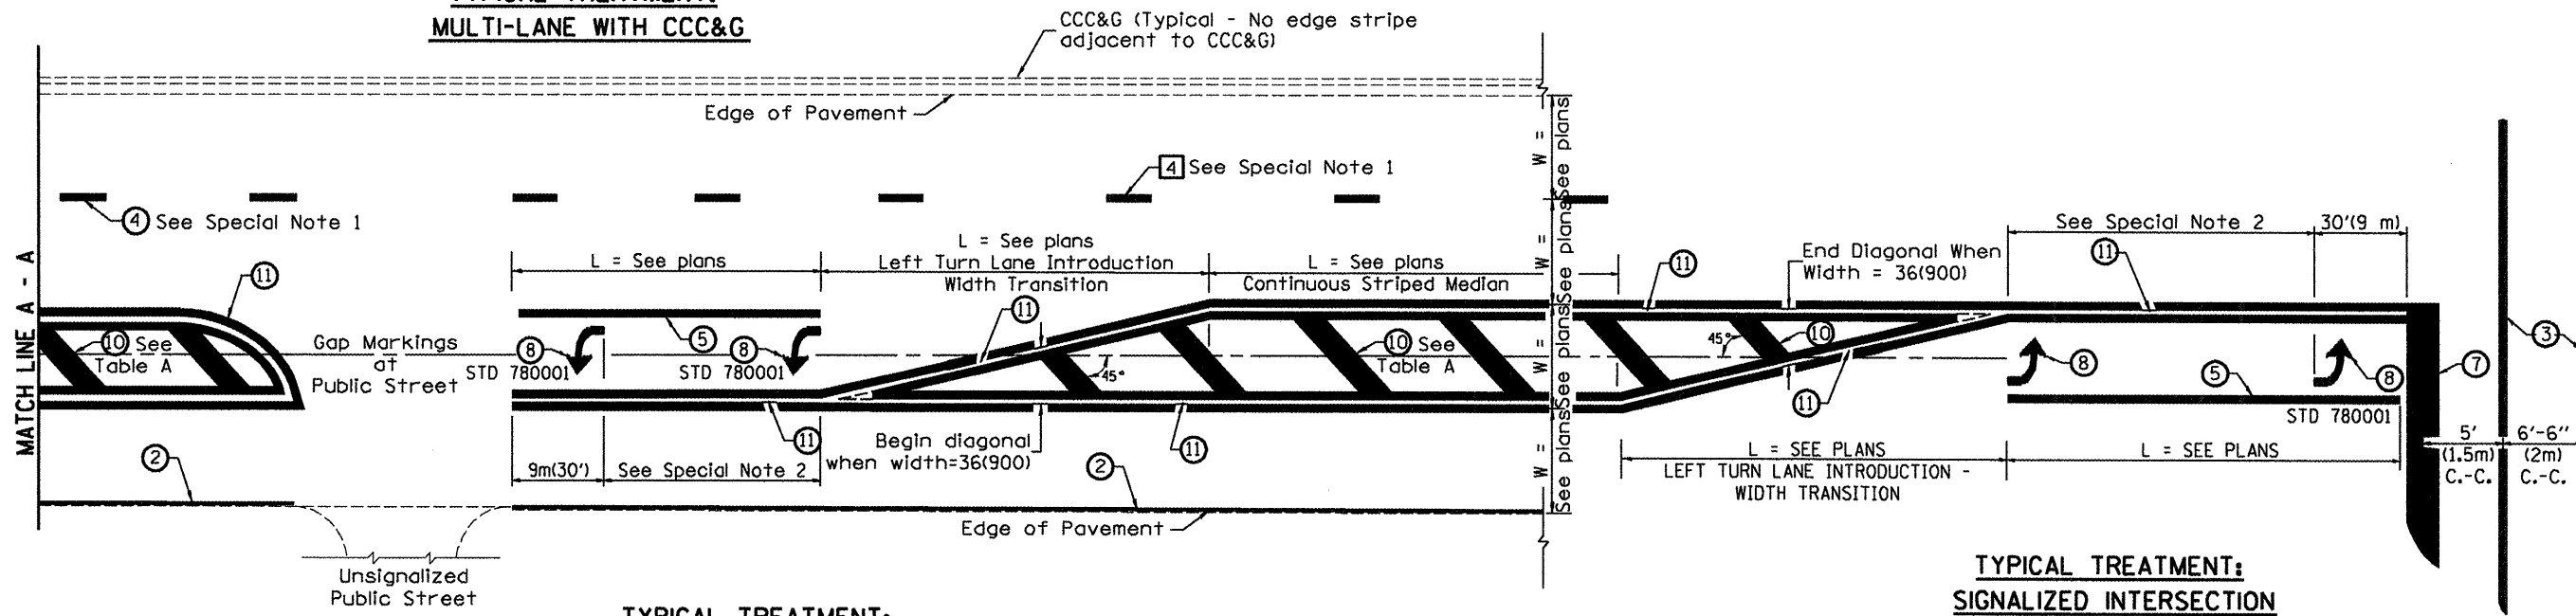 MULTI-LANE WITH CCC&G
CCC&G (Typical - No edge stripe
adjacent to CCC&G)
Edge of Pavement
W =
See plans
4 See Special Note 1
4 See Special Note 1
MATCH LINE A - A
11
10 See
Table A
Gap Markings
at
Public Street
L = See plans
L = See plans
Left Turn Lane Introduction
Width Transition
L = See plans
Continuous Striped Median
W =
See plans
11
End Diagonal When
Width = 36(900)
See Special Note 2
30'(9 m)
11
11
8
STD 780001
5
8
STD 780001
45°
10 See
Table A
W =
See plans
45°
10
8
8
5
STD 780001
7
3
11
Begin diagonal
when width=36(900)
11
11
2
9m(30')
See Special Note 2
2
W =
See plans
L = SEE PLANS
LEFT TURN LANE INTRODUCTION -
WIDTH TRANSITION
L = SEE PLANS
5'
(1.5m)
C.-C.
6'-6"
(2m)
C.-C.
Edge of Pavement
Unsignalized
Public Street
TYPICAL TREATMENT:
TYPICAL TREATMENT:
SIGNALIZED INTERSECTION